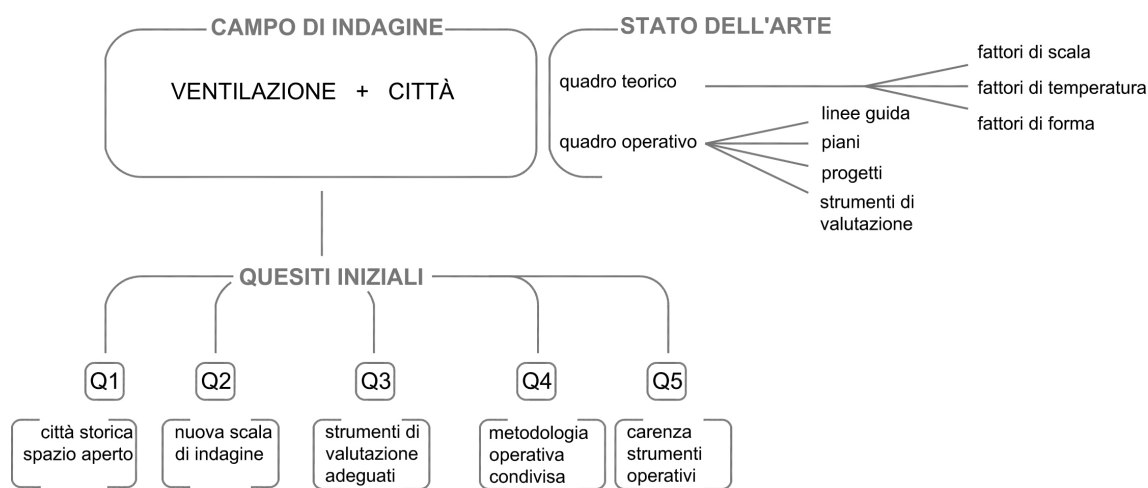 CAMPO DI INDAGINE
VENTILAZIONE + CITTÀ
STATO DELL'ARTE
quadro teorico
fattori di scala
fattori di temperatura
fattori di forma
quadro operativo
linee guida
piani
progetti
strumenti di
valutazione
QUESITI INIZIALI
Q1
Q2
Q3
Q4
Q5
città storica
spazio aperto
nuova scala
di indagine
strumenti di
valutazione
adeguati
metodologia
operativa
condivisa
carenza
strumenti
operativi